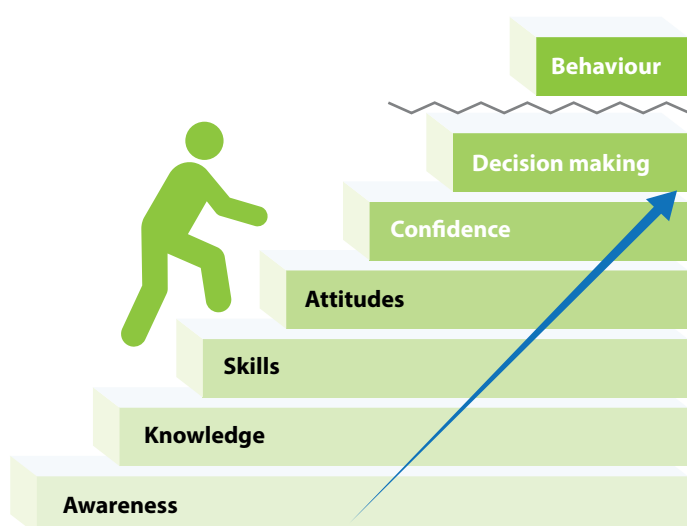 Behaviour
Decision making
Confidence
Attitudes
Skills
Knowledge
Awareness